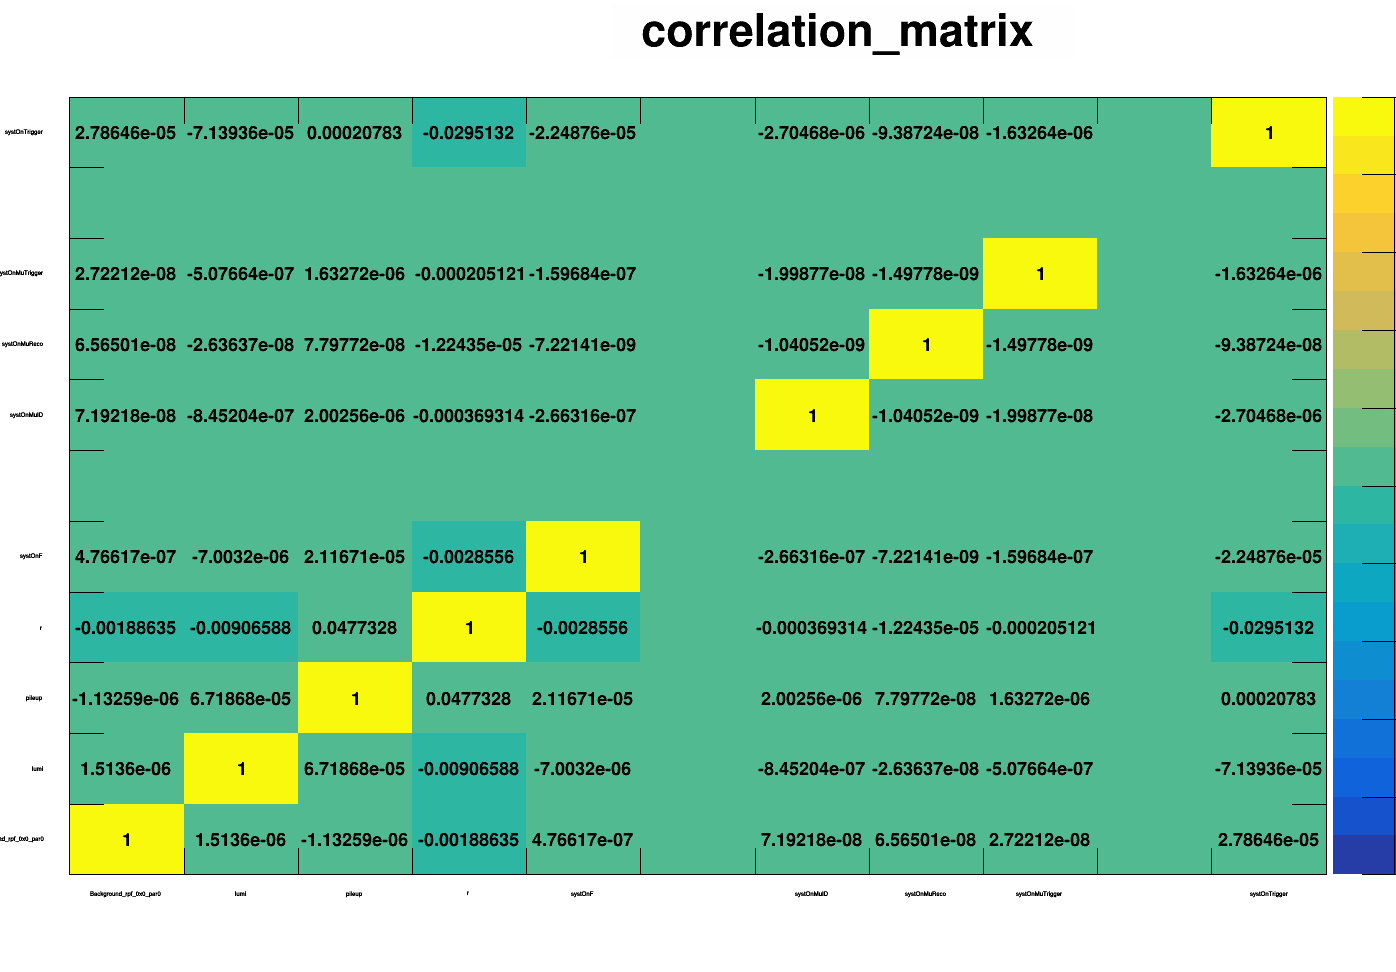 correlation_matrix
systOnTrigger 2.78646e-05 -7.13936e-05 0.00020783 -0.0295132 -2.24876e-05 -2.70468e-06 -9.38724e-08 -1.63264e-06 1
ystOnMuTrigger 2.72212e-08 -5.07664e-07 1.63272e-06 -0.000205121 -1.59684e-07 -1.99877e-08 -1.49778e-09 1 -1.63264e-06
systOnMuReco 6.56501e-08 -2.63637e-08 7.79772e-08 -1.22435e-05 -7.22141e-09 -1.04052e-09 1 -1.49778e-09 -9.38724e-08
systOnMuID 7.19218e-08 -8.45204e-07 2.00256e-06 -0.000369314 -2.66316e-07 1 -1.04052e-09 -1.99877e-08 -2.70468e-06
systOnF 4.76617e-07 -7.0032e-06 2.11671e-05 -0.0028556 1 -2.66316e-07 -7.22141e-09 -1.59684e-07 -2.24876e-05
r -0.00188635 -0.00906588 0.0477328 1 -0.0028556 -0.000369314 -1.22435e-05 -0.000205121 -0.0295132
pileup -1.13259e-06 6.71868e-05 1 0.0477328 2.11671e-05 2.00256e-06 7.79772e-08 1.63272e-06 0.00020783
lumi 1.5136e-06 1 6.71868e-05 -0.00906588 -7.0032e-06 -8.45204e-07 -2.63637e-08 -5.07664e-07 -7.13936e-05
nd_rpf_0x0_par0 1 1.5136e-06 -1.13259e-06 -0.00188635 4.76617e-07 7.19218e-08 6.56501e-08 2.72212e-08 2.78646e-05
Background_rpf_0x0_par0 lumi pileup r systOnF systOnMuID systOnMuReco systOnMuTrigger systOnTrigger